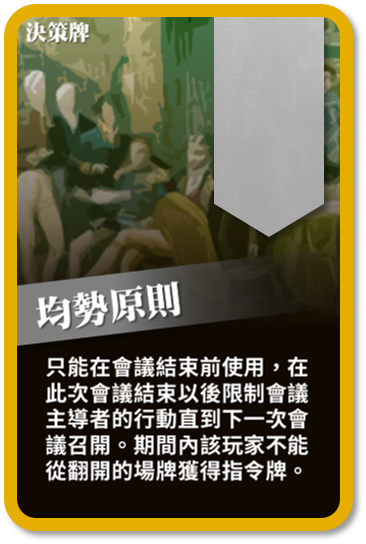 決策牌
均勢原則
只能在會議結束前使用，在
此次會議結束以後限制會議
主導者的行動直到下一次會
議召開。期間內該玩家不能
從翻開的場牌獲得指令牌。